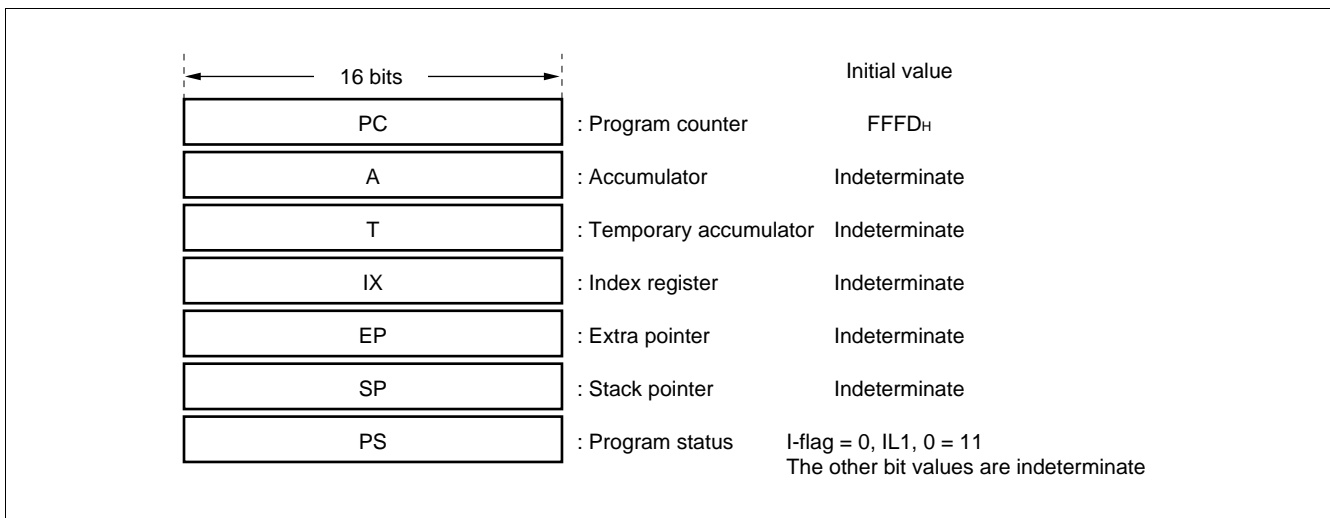 16 bits Initial value
PC : Program counter FFFDH
A : Accumulator Indeterminate
T : Temporary accumulator Indeterminate
IX : Index register Indeterminate
EP : Extra pointer Indeterminate
SP : Stack pointer Indeterminate
PS : Program status I-flag = 0, IL1, 0 = 11
The other bit values are indeterminate